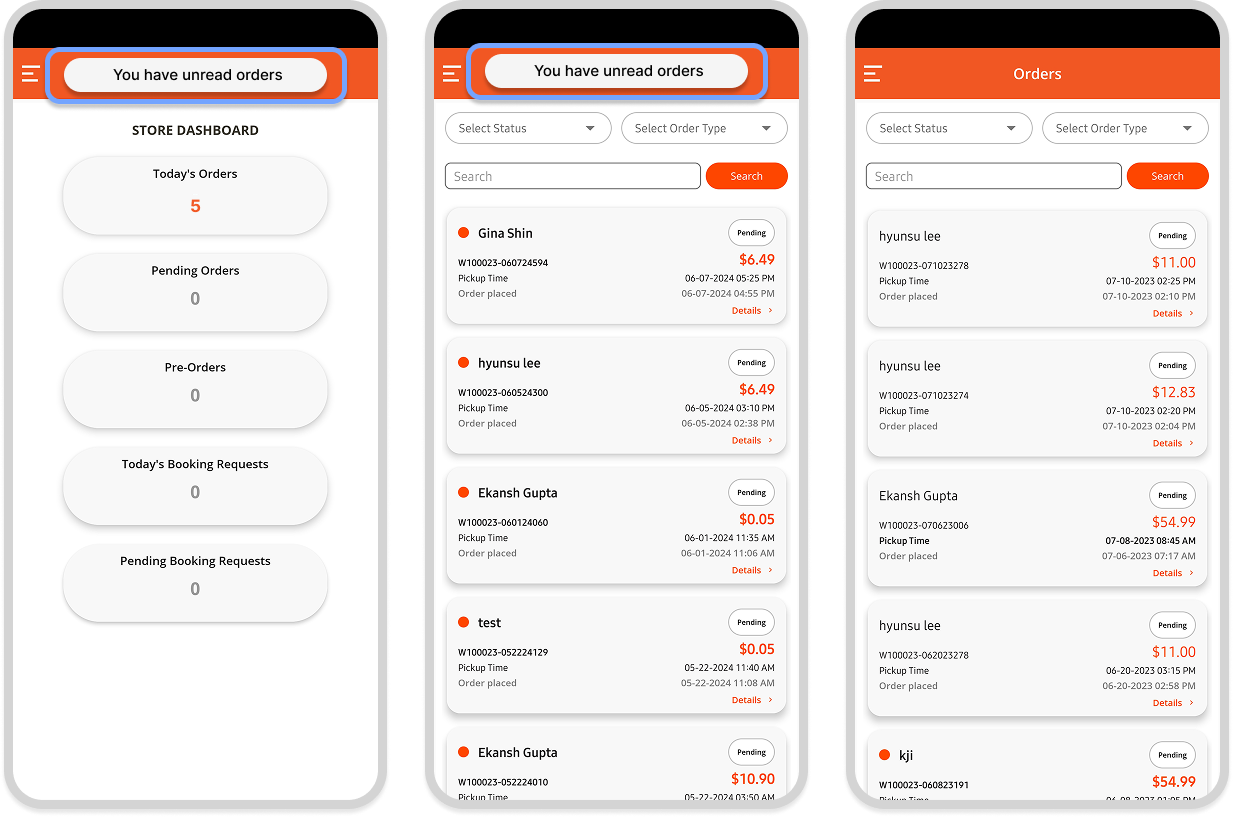 You have unread orders
STORE DASHBOARD
Today's Orders
5
Pending Orders
0
Pre-Orders
0
Today's Booking Requests
0
Pending Booking Requests
0
You have unread orders
Select Status
Select Order Type
Search
Search
Gina Shin
Pending
W100023-060724594
$6.49
Pickup Time
06-07-2024 05:25 PM
Order placed
06-07-2024 04:55 PM
Details >
hyunsu lee
Pending
W100023-060524300
$6.49
Pickup Time
06-05-2024 03:10 PM
Order placed
06-05-2024 02:38 PM
Details >
Ekansh Gupta
Pending
W100023-060124060
$0.05
Pickup Time
06-01-2024 11:35 AM
Order placed
06-01-2024 11:06 AM
Details >
test
Pending
W100023-052224129
$0.05
Pickup Time
05-22-2024 11:40 AM
Order placed
05-22-2024 11:08 AM
Details >
Ekansh Gupta
Pending
W100023-052224010
$10.90
Pickup Time
05-22-2024 03:50 AM
Orders
Select Status
Select Order Type
Search
Search
hyunsu lee
Pending
W100023-071023278
$11.00
Pickup Time
07-10-2023 02:25 PM
Order placed
07-10-2023 02:10 PM
Details >
hyunsu lee
Pending
W100023-071023274
$12.83
Pickup Time
07-10-2023 02:20 PM
Order placed
07-10-2023 02:04 PM
Details >
Ekansh Gupta
Pending
W100023-070623006
$54.99
Pickup Time
07-08-2023 08:45 AM
Order placed
07-06-2023 07:17 AM
Details >
hyunsu lee
Pending
W100023-062023278
$11.00
Pickup Time
06-20-2023 03:15 PM
Order placed
06-20-2023 02:58 PM
Details >
kji
Pending
W100023-060823191
$54.99
Pickup Time
06-08-2023 01:05 PM